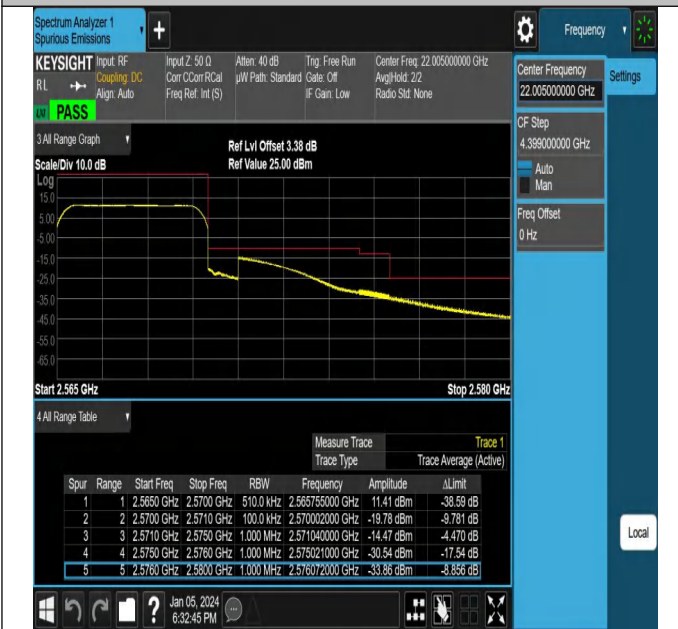 Spectrum Analyzer 1
Spurious Emissions
Frequency
KEYSIGHT
RL
PASS
Input: RF
Coupling: DC
Align: Auto
Input Z: 50 Ω
Corr CCorr RCal
Freq Ref: Int (S)
Atten: 40 dB
µW Path: Standard
Trig: Free Run
Gate: Off
IF Gain: Low
Center Freq: 22.005000000 GHz
Avg|Hold: 2/2
Radio Std: None
Center Frequency
22.005000000 GHz
Settings
CF Step
4.399000000 GHz
Auto
Man
Freq Offset
0 Hz
Local
3 All Range Graph
Scale/Div 10.0 dB
Ref Lvl Offset 3.38 dB
Ref Value 25.00 dBm
Log
15.0
5.00
-5.00
-15.0
-25.0
-35.0
-45.0
-55.0
-65.0
Start 2.565 GHz
Stop 2.580 GHz
4 All Range Table
Measure Trace Trace 1
Trace Type Trace Average (Active)
Spur Range Start Freq Stop Freq RBW Frequency Amplitude ΔLimit
1 1 2.5650 GHz 2.5700 GHz 510.0 kHz 2.565755000 GHz 11.41 dBm -38.59 dB
2 2 2.5700 GHz 2.5710 GHz 100.0 kHz 2.570002000 GHz -19.78 dBm -9.781 dB
3 3 2.5710 GHz 2.5750 GHz 1.000 MHz 2.571040000 GHz -14.47 dBm -4.470 dB
4 4 2.5750 GHz 2.5760 GHz 1.000 MHz 2.575021000 GHz -30.54 dBm -17.54 dB
5 5 2.5760 GHz 2.5800 GHz 1.000 MHz 2.576072000 GHz -33.86 dBm -8.856 dB
Jan 05, 2024
6:32:45 PM